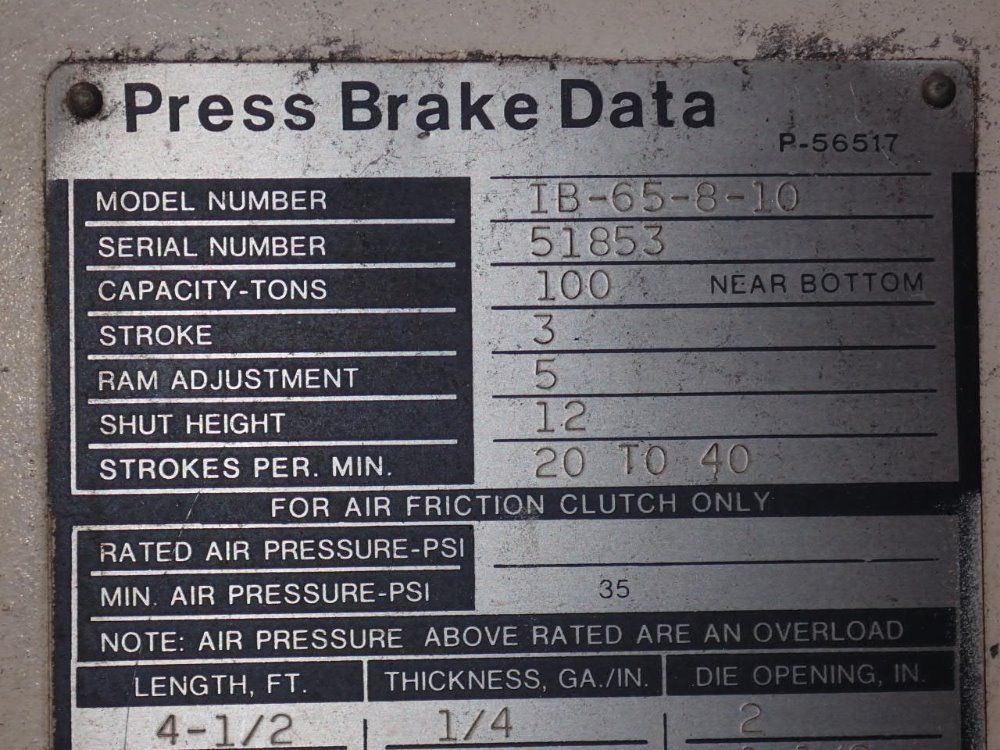 Press Brake Data
P-56517
MODEL NUMBER IB-65-8-10
SERIAL NUMBER 51853
CAPACITY-TONS 100 NEAR BOTTOM
STROKE 3
RAM ADJUSTMENT 5
SHUT HEIGHT 12
STROKES PER. MIN. 20 TO 40
FOR AIR FRICTION CLUTCH ONLY
RATED AIR PRESSURE-PSI
MIN. AIR PRESSURE-PSI 35
NOTE: AIR PRESSURE ABOVE RATED ARE AN OVERLOAD
LENGTH, FT. THICKNESS, GA./IN. DIE OPENING, IN.
4-1/2 1/4 2